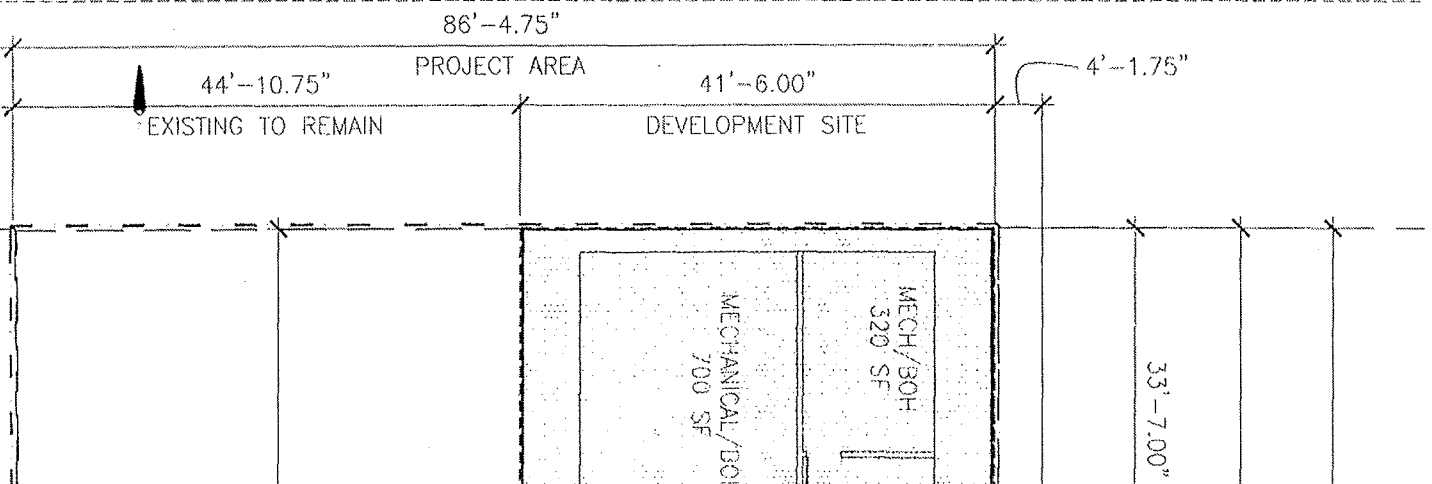 86'-4.75"
PROJECT AREA
44'-10.75"
41'-6.00"
4'-1.75"
EXISTING TO REMAIN
DEVELOPMENT SITE
MECH/BOH
320 SF
MECHANICAL/BOH
700 SF
33'-7.00"